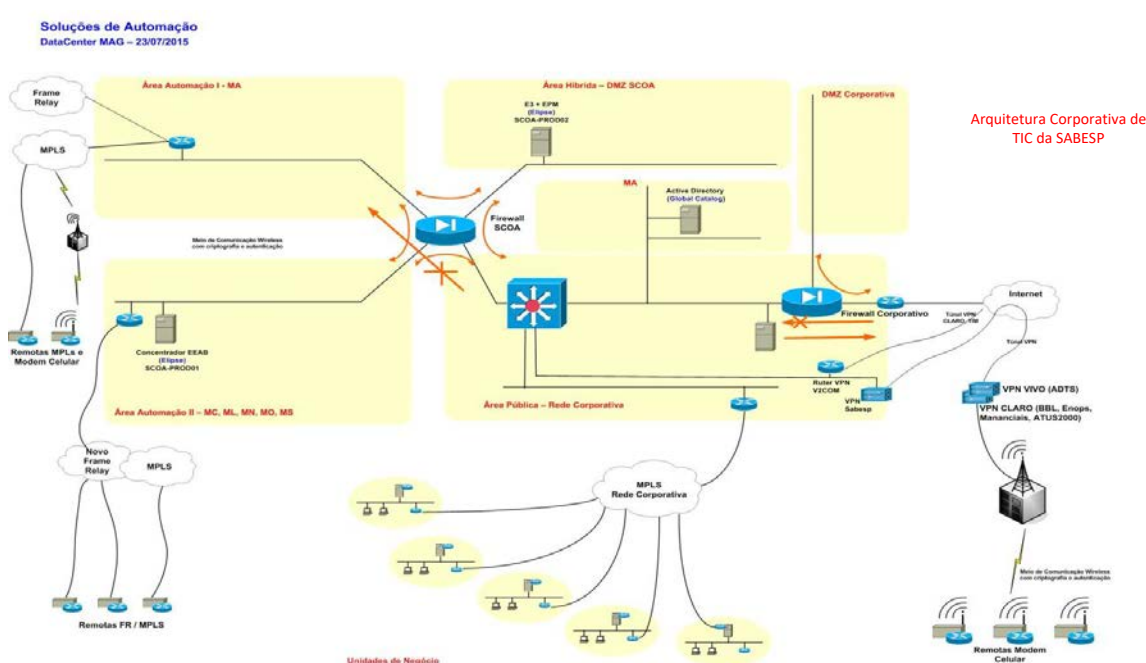 Soluções de Automação
DataCenter MAG – 23/07/2015
Arquitetura Corporativa de
TIC da SABESP
Área Automação I - MA
Frame
Relay
MPLS
Meio de Comunicação Wireless
com criptografia e autenticação
Área Híbrida – DMZ SCOA
E3 + EPM
(Elipse)
SCOA-PROD02
DMZ Corporativa
MA
Active Directory
(Global Catalog)
Firewall
SCOA
Remotas MPLs e
Modem Celular
Concentrador EEAB
(Elipse)
SCOA-PROD01
Área Automação II – MC, ML, MN, MO, MS
Firewall Corporativo
Internet
Túnel VPN
CLARO, TIM
Túnel VPN
Ruter VPN
V2COM
VPN
Sabesp
Área Pública – Rede Corporativa
VPN VIVO (ADTS)
VPN CLARO (BBL, Enops,
Mananciais, ATUS2000)
Novo
Frame
Relay
MPLS
MPLS
Rede Corporativa
Meio de Comunicação Wireless
com criptografia e autenticação
Remotas FR / MPLS
Remotas Modem
Celular
Unidades de Negócio